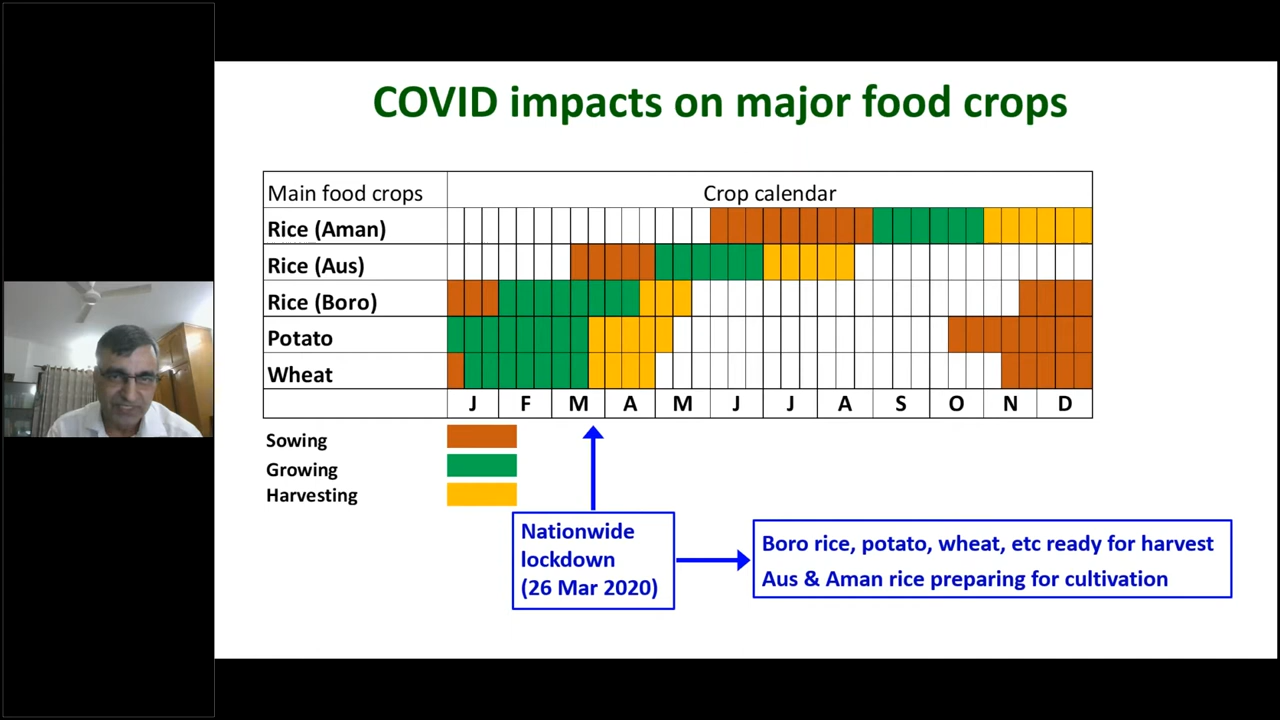 COVID impacts on major food crops
Main food crops Crop calendar
Rice (Aman)
Rice (Aus)
Rice (Boro)
Potato
Wheat
J F M A M J J A S O N D
Sowing
Growing
Harvesting
Nationwide
lockdown
(26 Mar 2020)
Boro rice, potato, wheat, etc ready for harvest
Aus & Aman rice preparing for cultivation